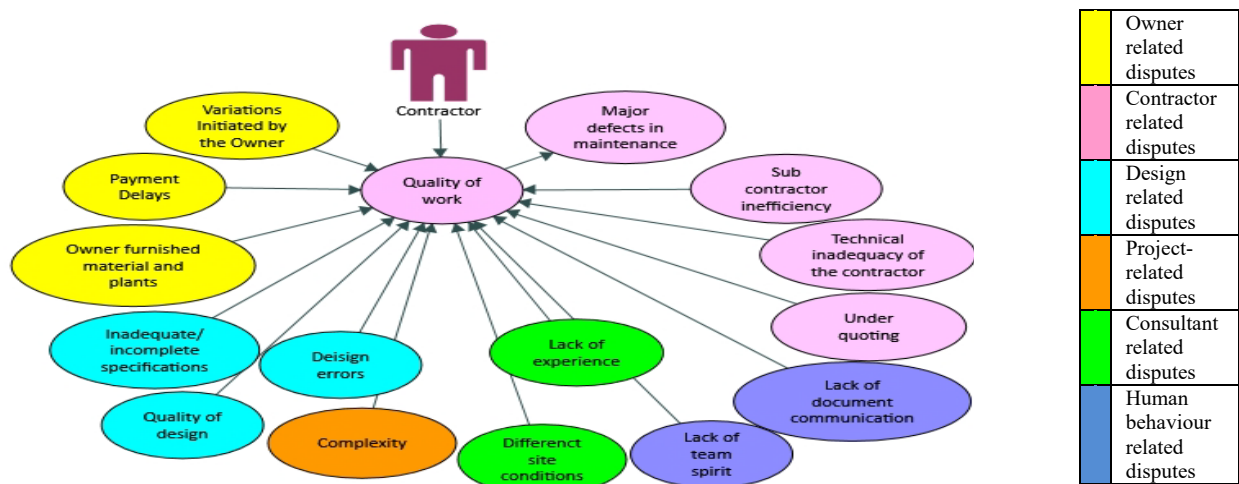 Contractor
Variations
Initiated by
the Owner
Major
defects in
maintenance
Payment
Delays
Quality of
work
Sub
contractor
inefficiency
Owner furnished
material and
plants
Technical
inadequacy of
the contractor
Inadequate/
incomplete
specifications
Deisign
errors
Lack of
experience
Under
quoting
Quality of
design
Complexity
Differenct
site
conditions
Lack of
team
spirit
Lack of
document
communication
Owner
related
disputes
Contractor
related
disputes
Design
related
disputes
Project-
related
disputes
Consultant
related
disputes
Human
behaviour
related
disputes